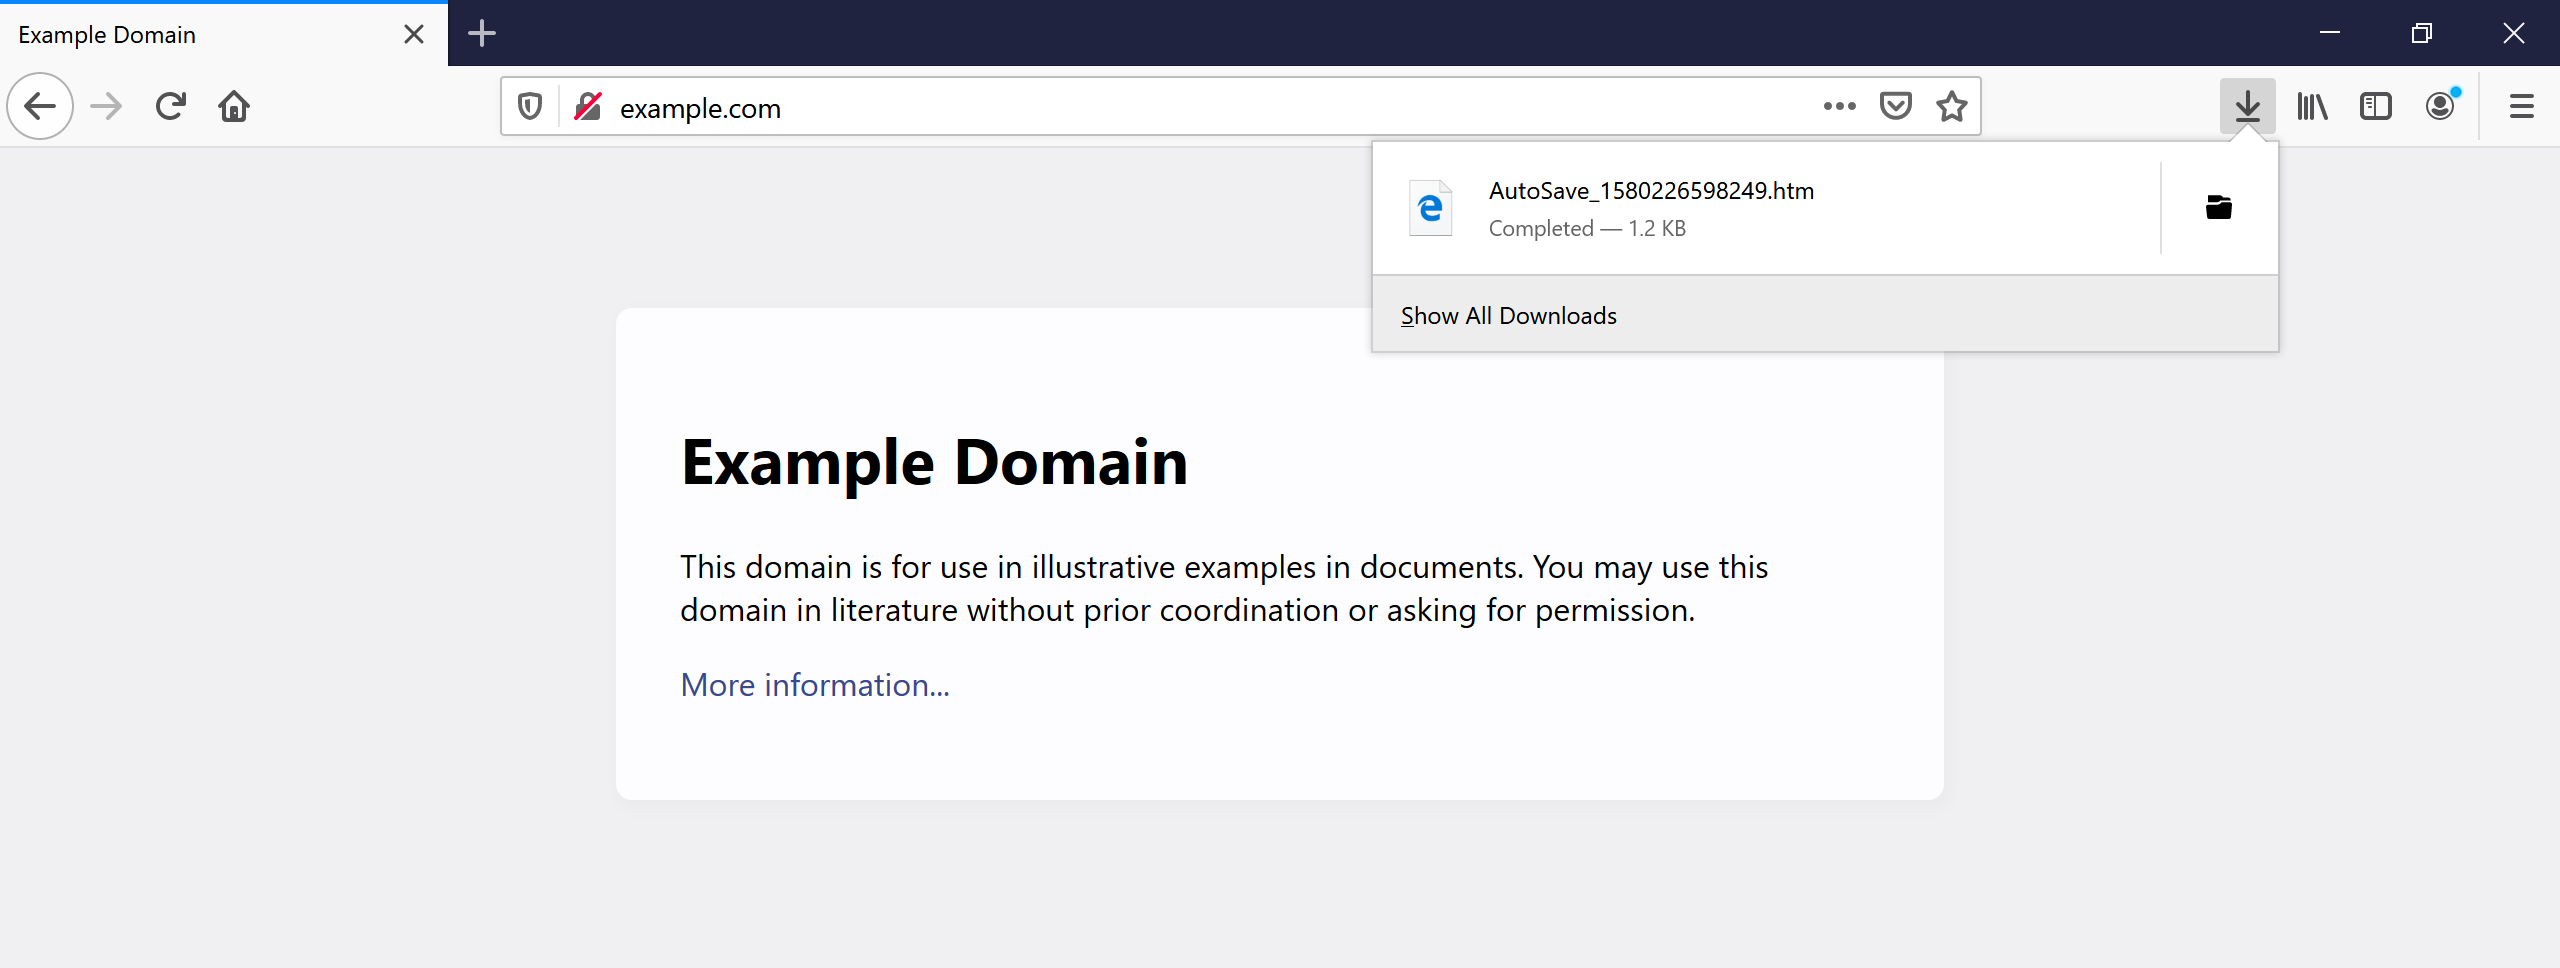 Example Domain
example.com
AutoSave_1580226598249.htm
Completed — 1.2 KB
Show All Downloads
Example Domain
This domain is for use in illustrative examples in documents. You may use this
domain in literature without prior coordination or asking for permission.
More information...